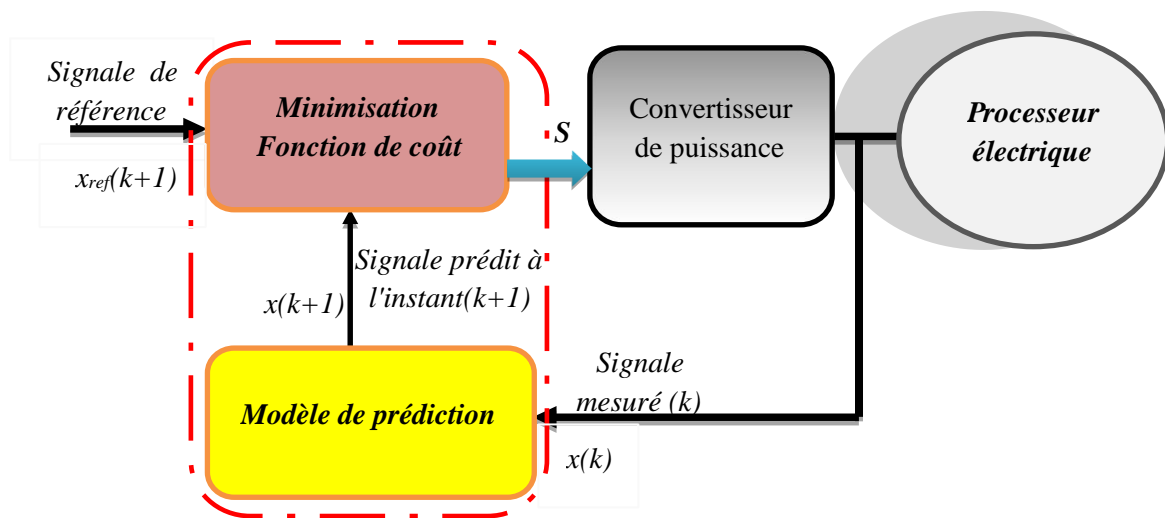 Signale de
référence
x_ref(k+1)
Minimisation
Fonction de coût
S
Convertisseur
de puissance
Processeur
électrique
Signale prédit à
l'instant(k+1)
x(k+1)
Modèle de prédiction
Signale
mesuré (k)
x(k)